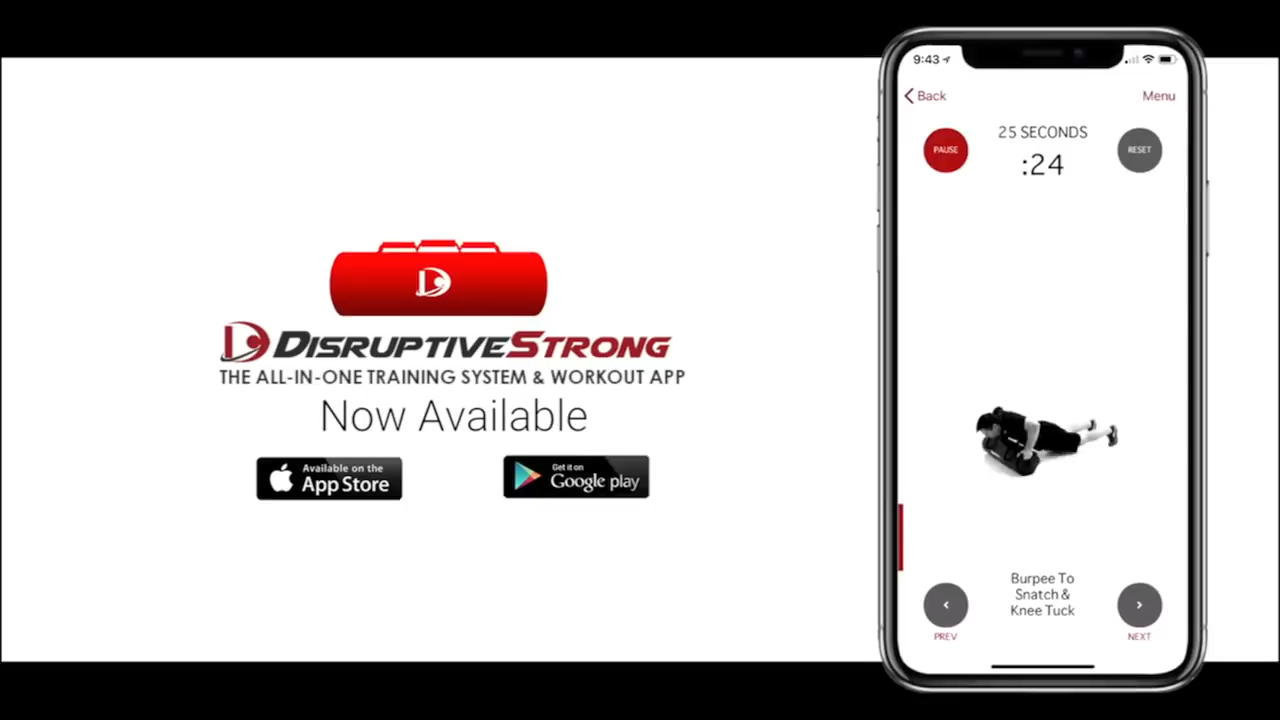 DISRUPTIVESTRONG
THE ALL-IN-ONE TRAINING SYSTEM & WORKOUT APP
Now Available
Available on the
App Store
Get it on
Google play
9:43
Back
Menu
25 SECONDS
PAUSE
:24
RESET
Burpee To
Snatch &
Knee Tuck
PREV
NEXT